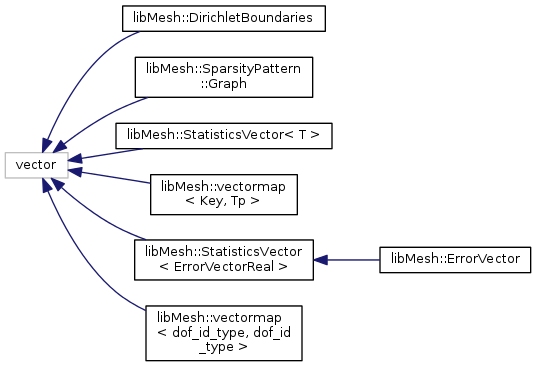 libMesh::DirichletBoundaries
libMesh::SparsityPattern
::Graph
libMesh::StatisticsVector< T >
vector
libMesh::vectormap
< Key, Tp >
libMesh::StatisticsVector
< ErrorVectorReal >
libMesh::ErrorVector
libMesh::vectormap
< dof_id_type, dof_id
_type >